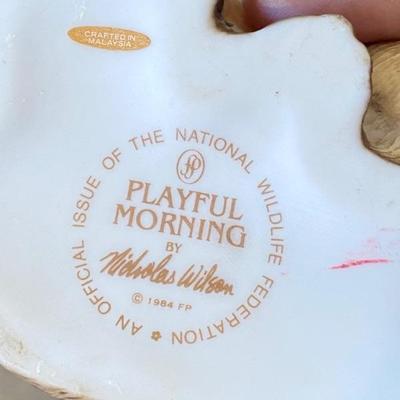 CRAFTED IN
MALAYSIA
AN OFFICIAL ISSUE OF THE NATIONAL WILDLIFE FEDERATION
FP
PLAYFUL
MORNING
BY
Nicholas Wilson
© 1984 FP